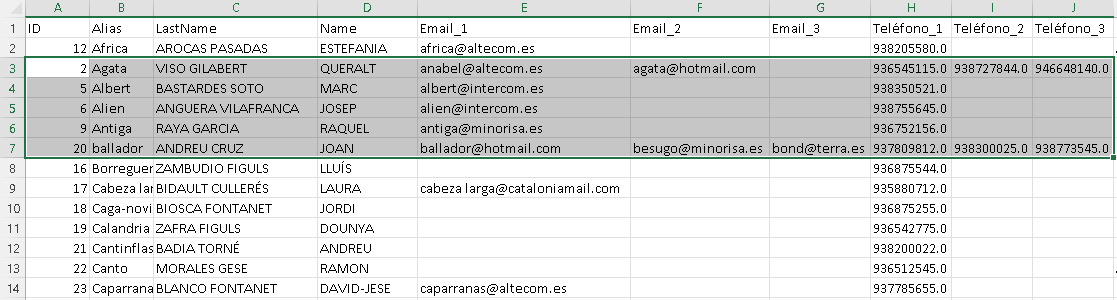 A B C D E F G H I J
1 ID Alias LastName Name Email_1 Email_2 Email_3 Teléfono_1 Teléfono_2 Teléfono_3
2 12 Africa AROCAS PASADAS ESTEFANIA africa@altecom.es 938205580.0
3 2 Agata VISO GILABERT QUERALT anabel@altecom.es agata@hotmail.com 936545115.0 938727844.0 946648140.0
4 5 Albert BASTARDES SOTO MARC albert@intercom.es 938350521.0
5 6 Alien ANGUERA VILAFRANCA JOSEP alien@intercom.es 938755645.0
6 9 Antiga RAYA GARCIA RAQUEL antiga@minorisa.es 936752156.0
7 20 ballador ANDREU CRUZ JOAN ballador@hotmail.com besugo@minorisa.es bond@terra.es 937809812.0 938300025.0 938773545.0
8 16 Borreguer ZAMBUDIO FIGULS LLUÍS 936875544.0
9 17 Cabeza lar BIDAULT CULLERÉS LAURA cabeza larga@cataloniamail.com 935880712.0
10 18 Caga-novi BIOSCA FONTANET JORDI 936875255.0
11 19 Calandria ZAFRA FIGULS DOUNYA 936542775.0
12 21 Cantinflas BADIA TORNÉ ANDREU 938200022.0
13 22 Canto MORALES GESE RAMON 936512545.0
14 23 Caparrana BLANCO FONTANET DAVID-JESE caparranas@altecom.es 937785655.0